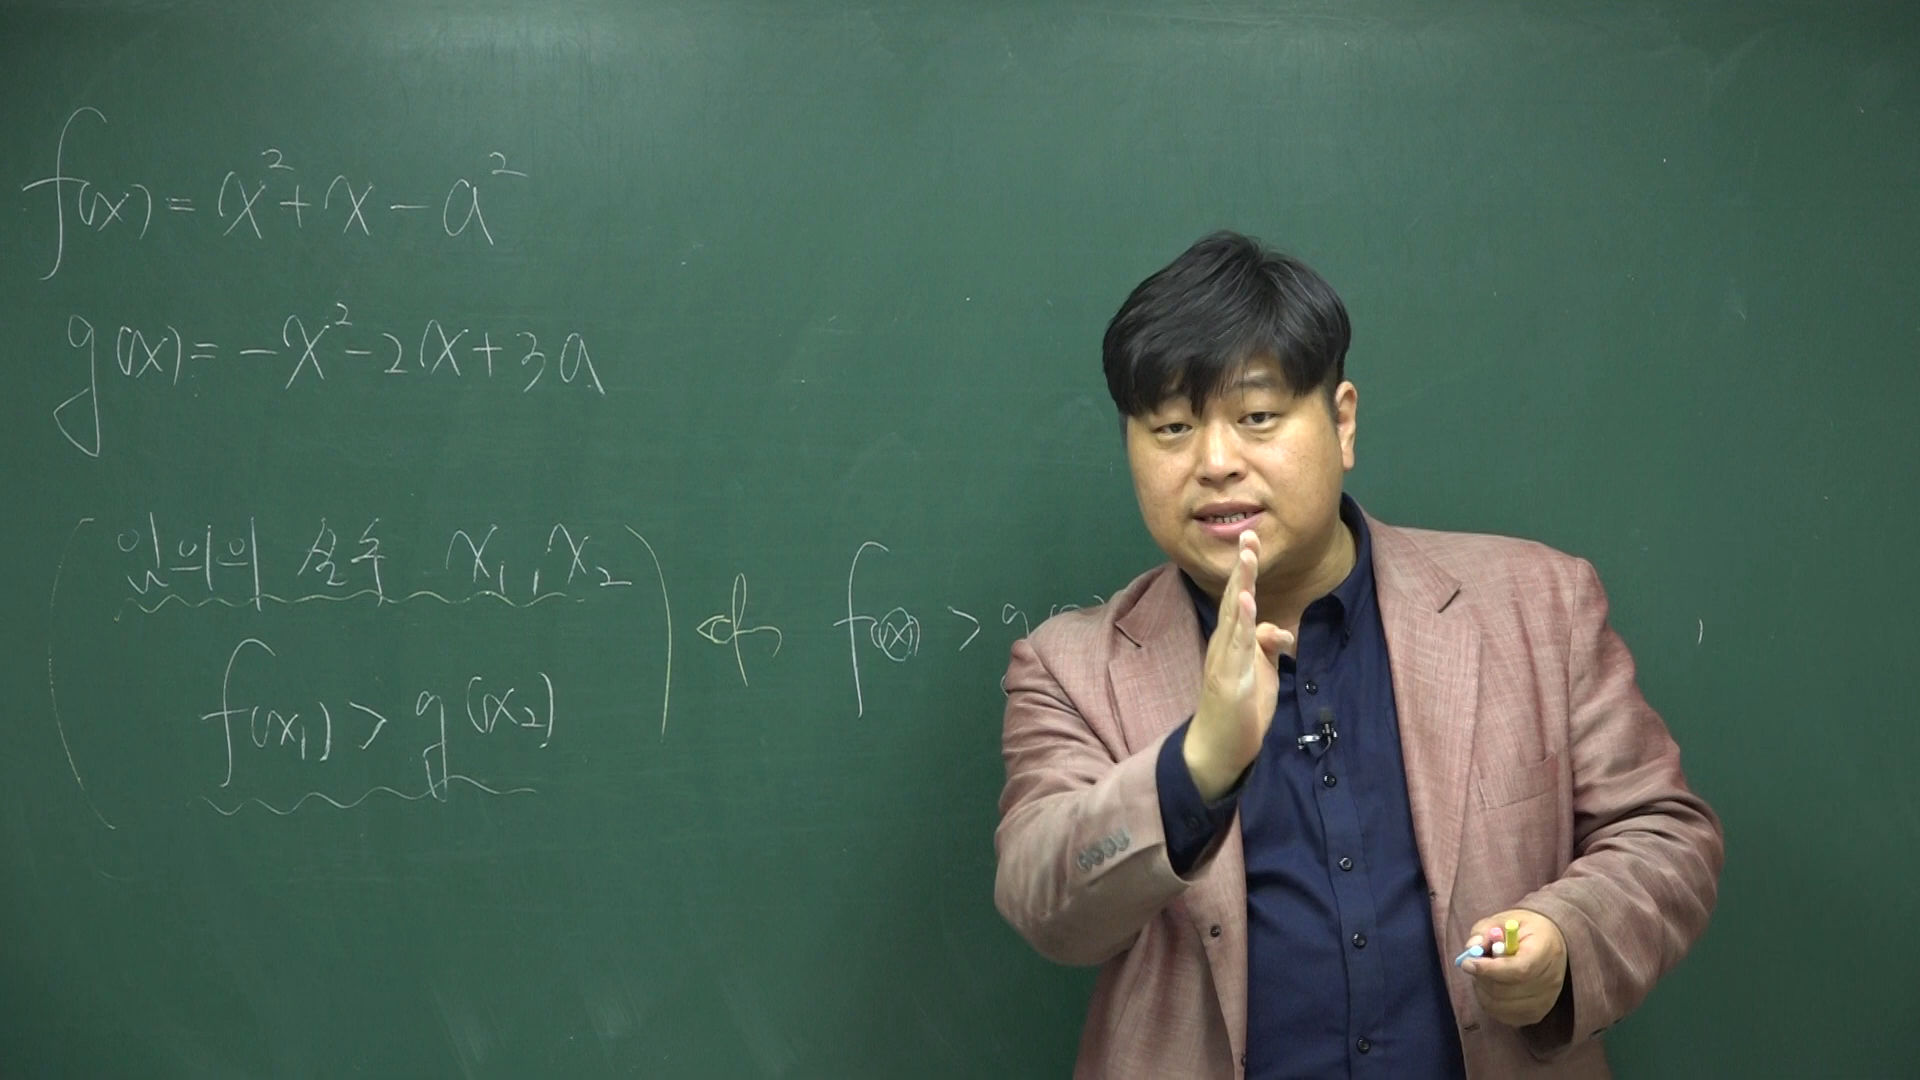 f(x) = x² + x - a²
g(x) = -x² - 2x + 3a
임의의 실수 x₁, x₂
f(x) > g
f(x₁) > g(x₂)